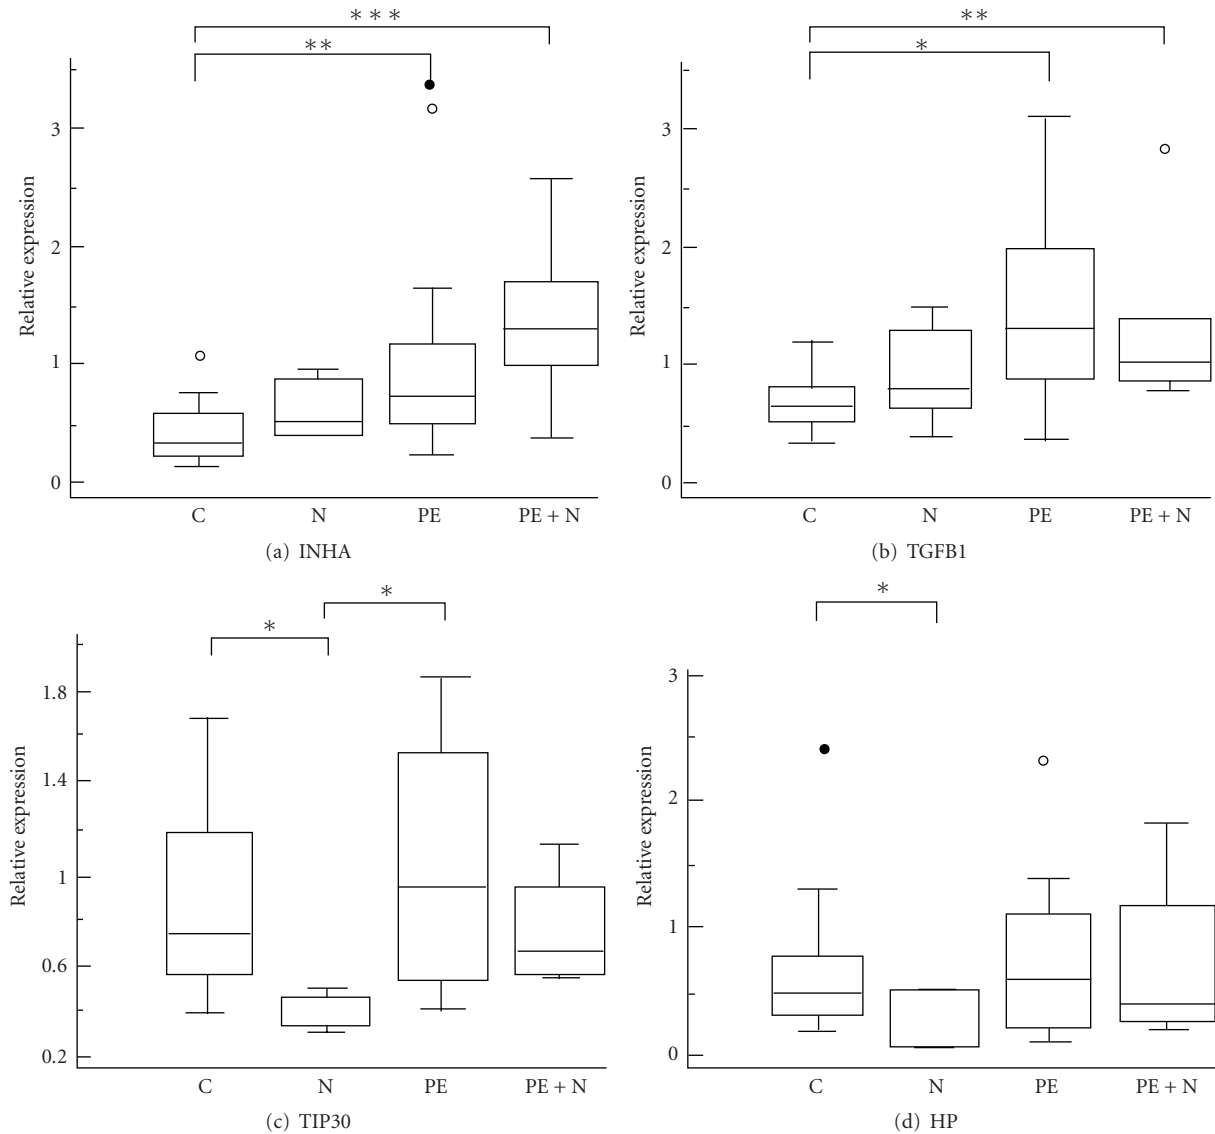 ∗∗∗
∗∗
Relative expression
3
2
1
0
C N PE PE + N
(a) INHA
∗∗
∗
Relative expression
3
2
1
0
C N PE PE + N
(b) TGFB1
∗
∗
Relative expression
1.8
1.4
1
0.6
0.2
C N PE PE + N
(c) TIP30
∗
Relative expression
3
2
1
0
C N PE PE + N
(d) HP